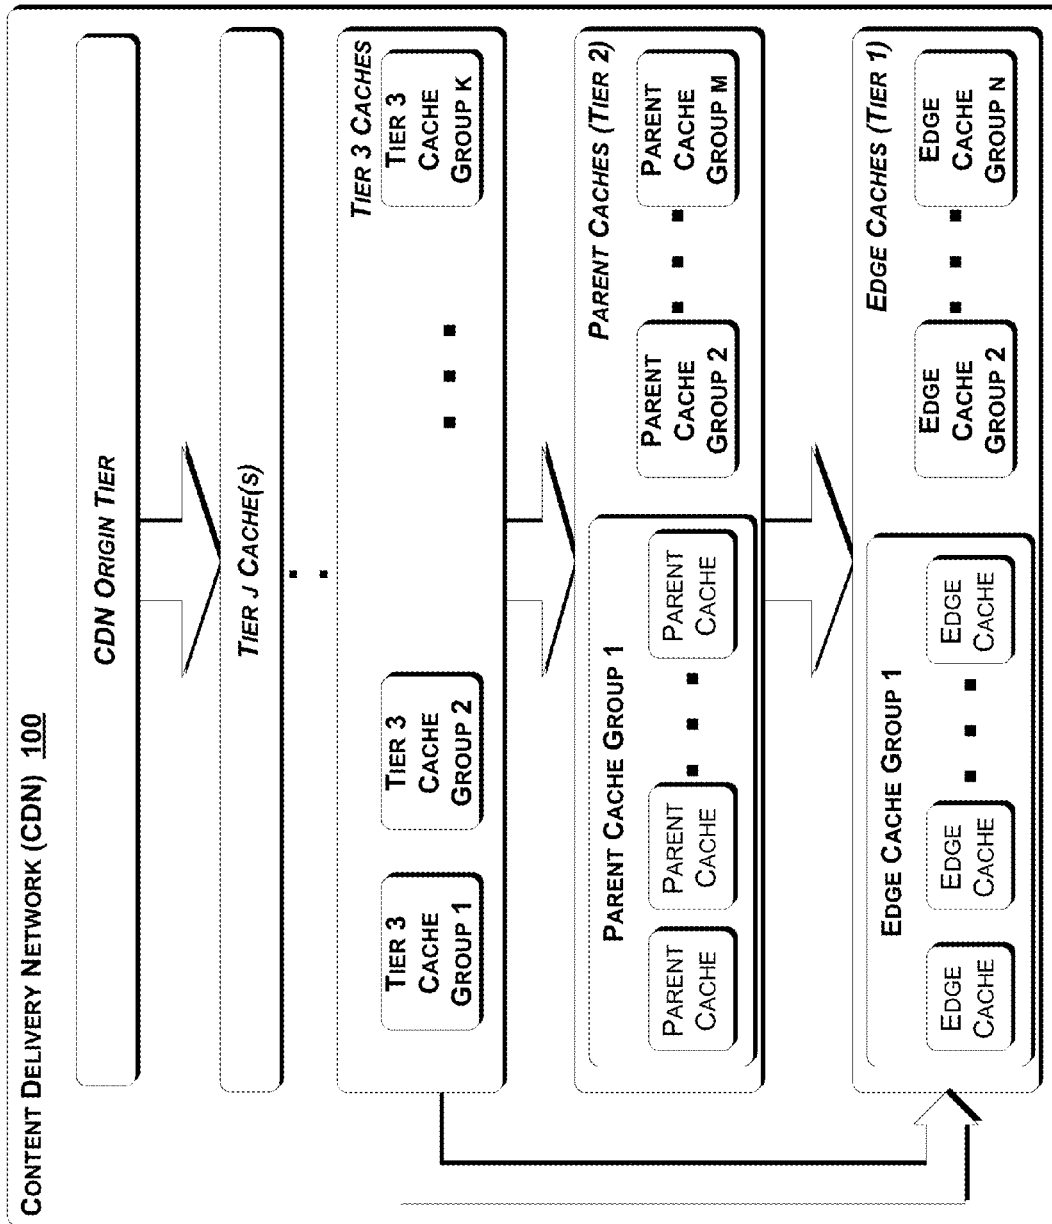 CONTENT DELIVERY NETWORK (CDN) 100
CDN ORIGIN TIER
TIER J CACHE(S)
TIER 3 CACHES
TIER 3
CACHE
GROUP 1
TIER 3
CACHE
GROUP 2
TIER 3
CACHE
GROUP K
PARENT CACHES (TIER 2)
PARENT CACHE GROUP 1
PARENT
CACHE
PARENT
CACHE
PARENT
CACHE
PARENT
CACHE
GROUP 2
PARENT
CACHE
GROUP M
EDGE CACHES (TIER 1)
EDGE CACHE GROUP 1
EDGE
CACHE
EDGE
CACHE
EDGE
CACHE
EDGE
CACHE
GROUP 2
EDGE
CACHE
GROUP N